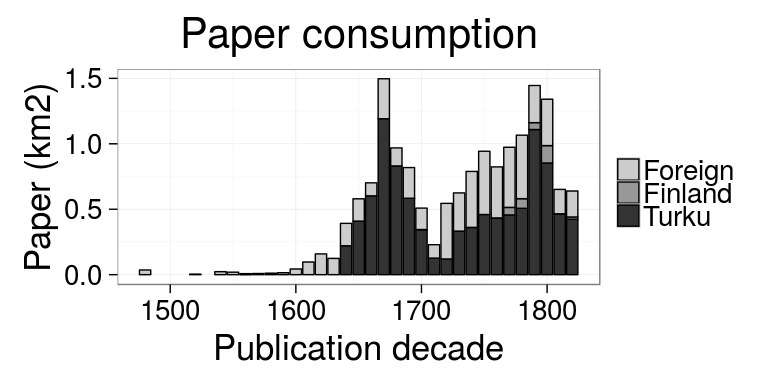 Paper consumption
Paper (km2)
1.5
1.0
0.5
0.0
1500 1600 1700 1800
Publication decade
Foreign
Finland
Turku